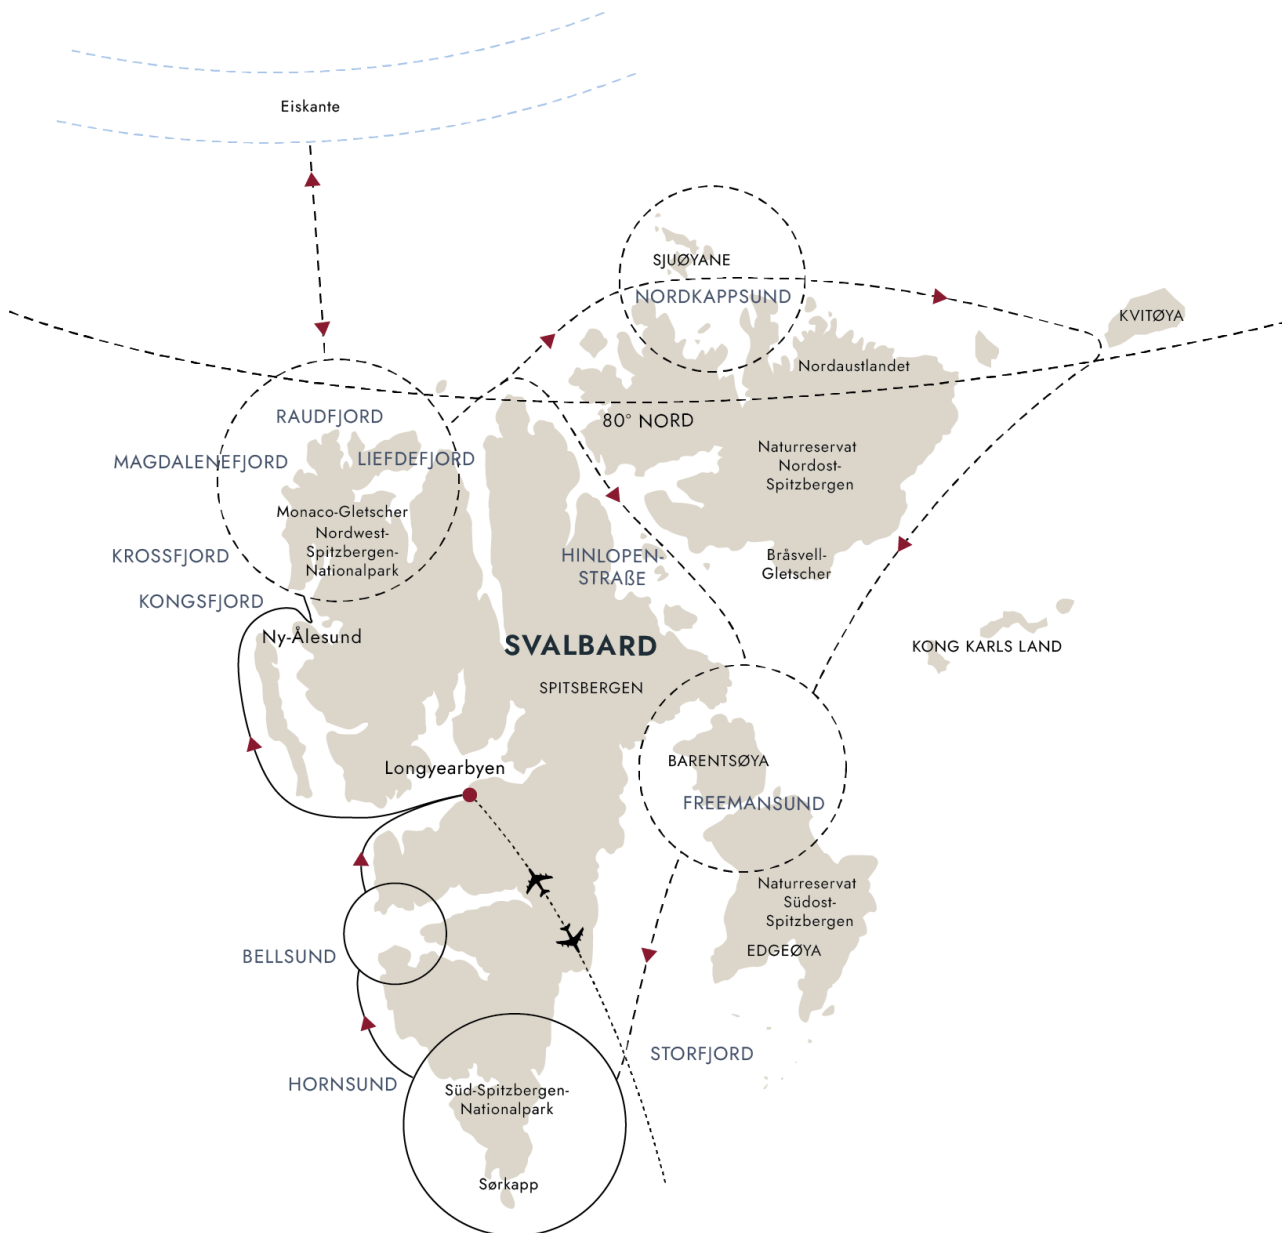 Eiskante
SJUØYANE
NORDKAPPSUND
KVITØYA
Nordaustlandet
RAUDFJORD
80° NORD
MAGDALENEFJORD
LIEFDEFJORD
Naturreservat
Nordost-
Spitzbergen
Monaco-Gletscher
Nordwest-
Spitzbergen-
Nationalpark
KROSSFJORD
HINLOPEN-
STRAßE
Bråsvell-
Gletscher
KONGSFJORD
Ny-Ålesund
SVALBARD
KONG KARLS LAND
SPITSBERGEN
BARENTSØYA
Longyearbyen
FREEMANSUND
Naturreservat
Südost-
Spitzbergen
EDGEØYA
BELLSUND
STORFJORD
HORNSUND
Süd-Spitzbergen-
Nationalpark
Sørkapp